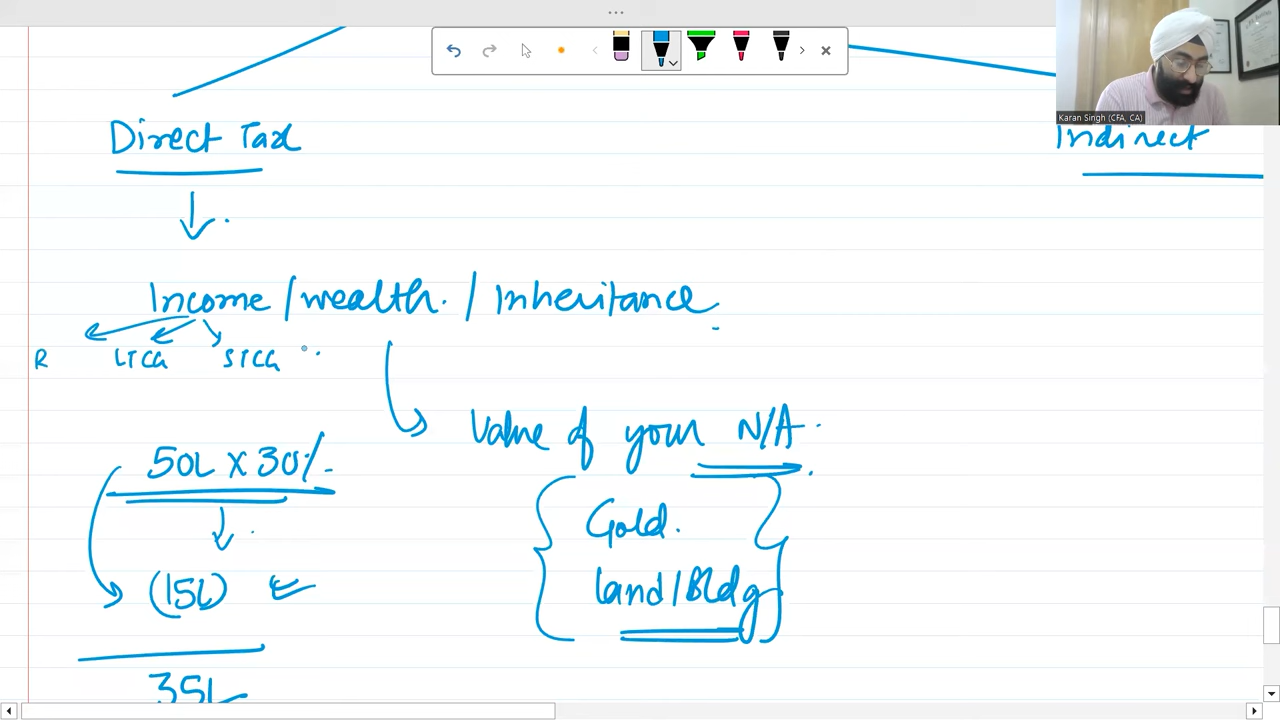 Karan Singh (CFA, CA)
Direct Tax
Indirect
Income / wealth. / Inheritance
R LTCG STCG
Value of your N/A.
50L X 30%
Gold.
(15L)
land/Bldg
35L